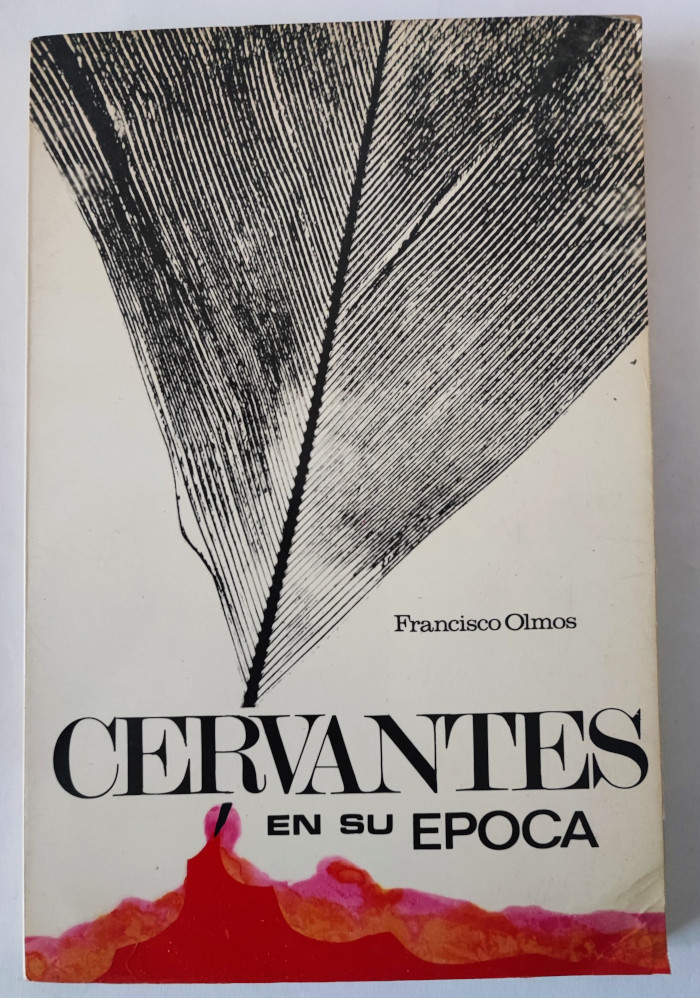 Francisco Olmos
CERVANTES
EN SU EPOCA